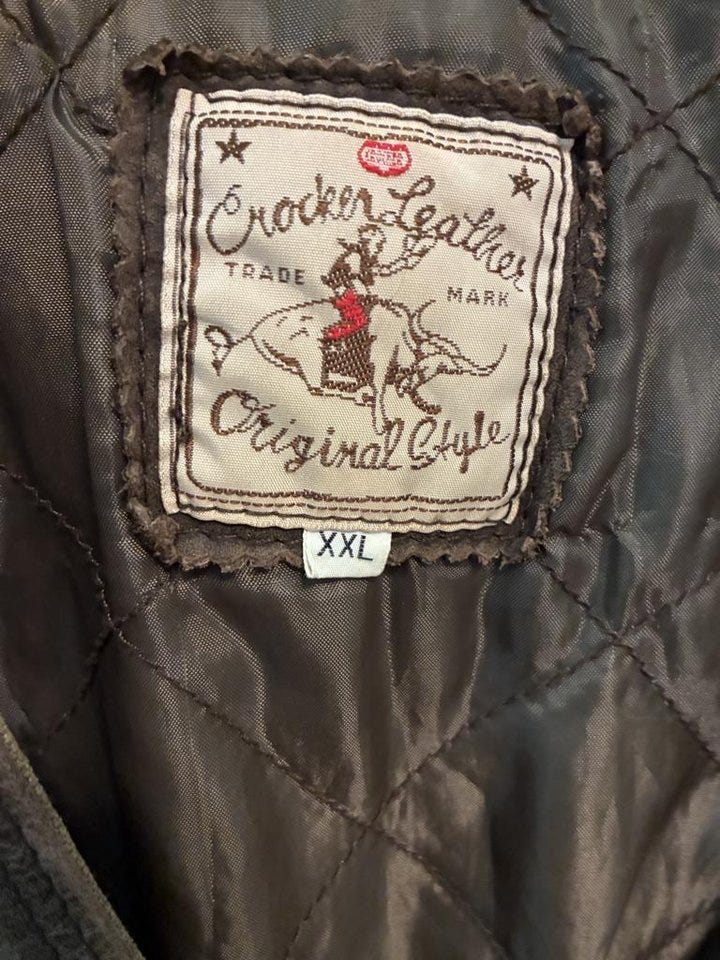 Crocker Leather
TRADE MARK
Original Style
XXL